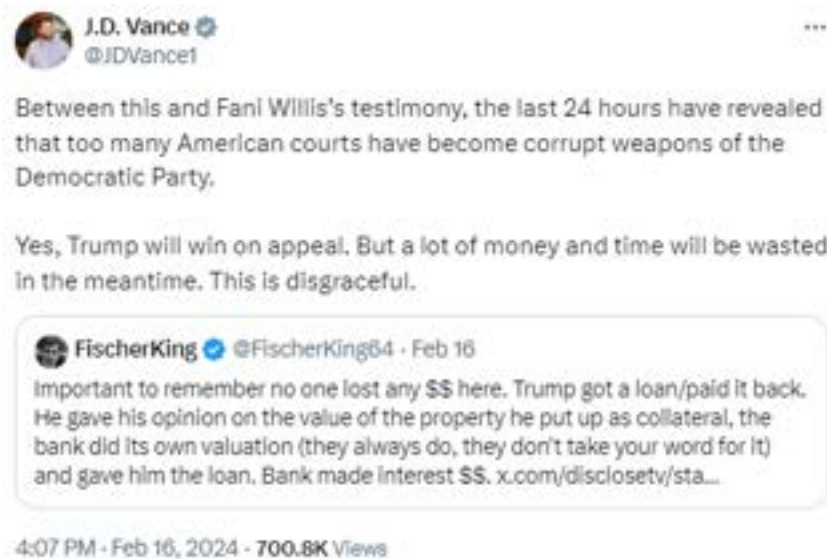 J.D. Vance
@JDVance1
Between this and Fani Willis's testimony, the last 24 hours have revealed
that too many American courts have become corrupt weapons of the
Democratic Party.
Yes, Trump will win on appeal. But a lot of money and time will be wasted
in the meantime. This is disgraceful.
FischerKing @FischerKing64 · Feb 16
Important to remember no one lost any $$ here. Trump got a loan/paid it back.
He gave his opinion on the value of the property he put up as collateral, the
bank did its own valuation (they always do, they don't take your word for it)
and gave him the loan. Bank made interest $$. x.com/disclosetv/sta...
4:07 PM · Feb 16, 2024 · 700.8K Views